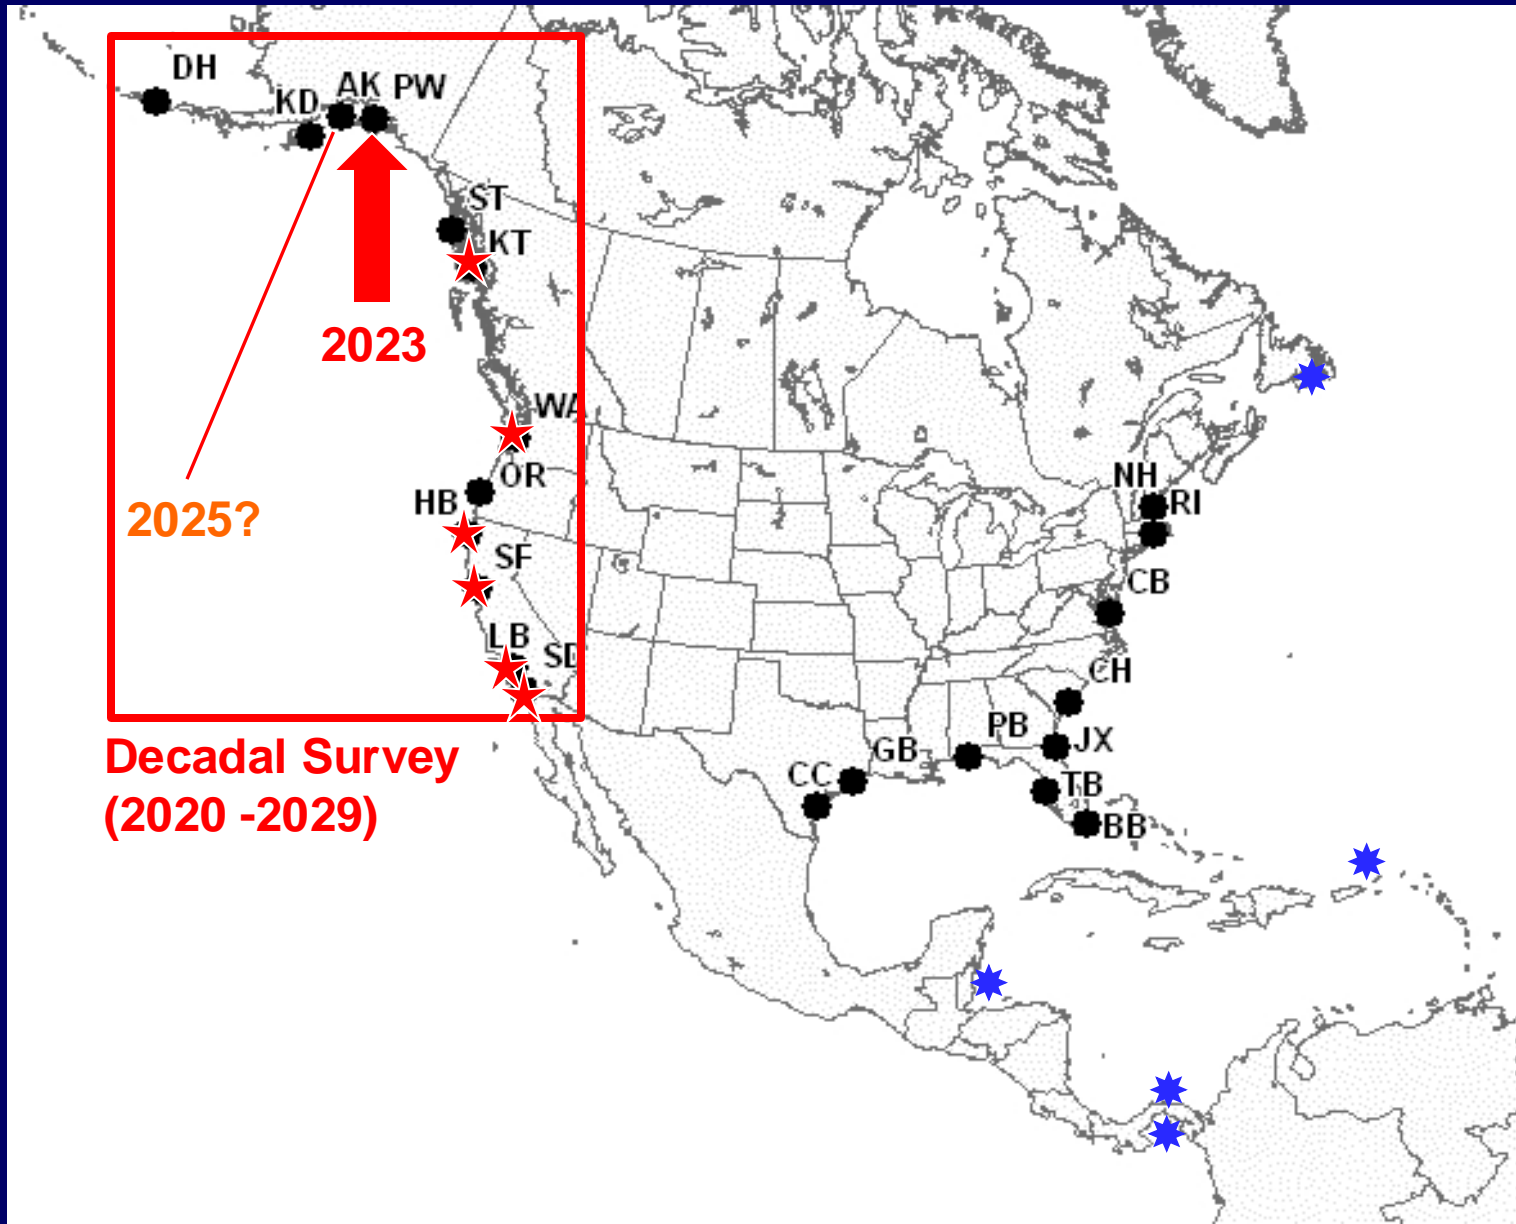 DH
KD
AK
PW
ST
KT
2023
WA
OR
HB
2025?
SF
LB
SD
Decadal Survey
(2020 -2029)
NH
RI
CB
CH
PB
JX
GB
CC
TB
BB